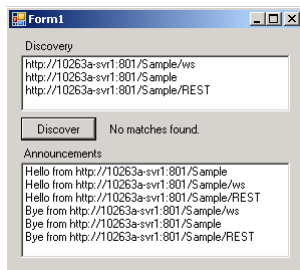 Form1
Discovery
http://10263a-svr1:801/Sample/ws
http://10263a-svr1:801/Sample
http://10263a-svr1:801/Sample/REST
Discover
No matches found.
Announcements
Hello from http://10263a-svr1:801/Sample
Hello from http://10263a-svr1:801/Sample/ws
Hello from http://10263a-svr1:801/Sample/REST
Bye from http://10263a-svr1:801/Sample/ws
Bye from http://10263a-svr1:801/Sample
Bye from http://10263a-svr1:801/Sample/REST